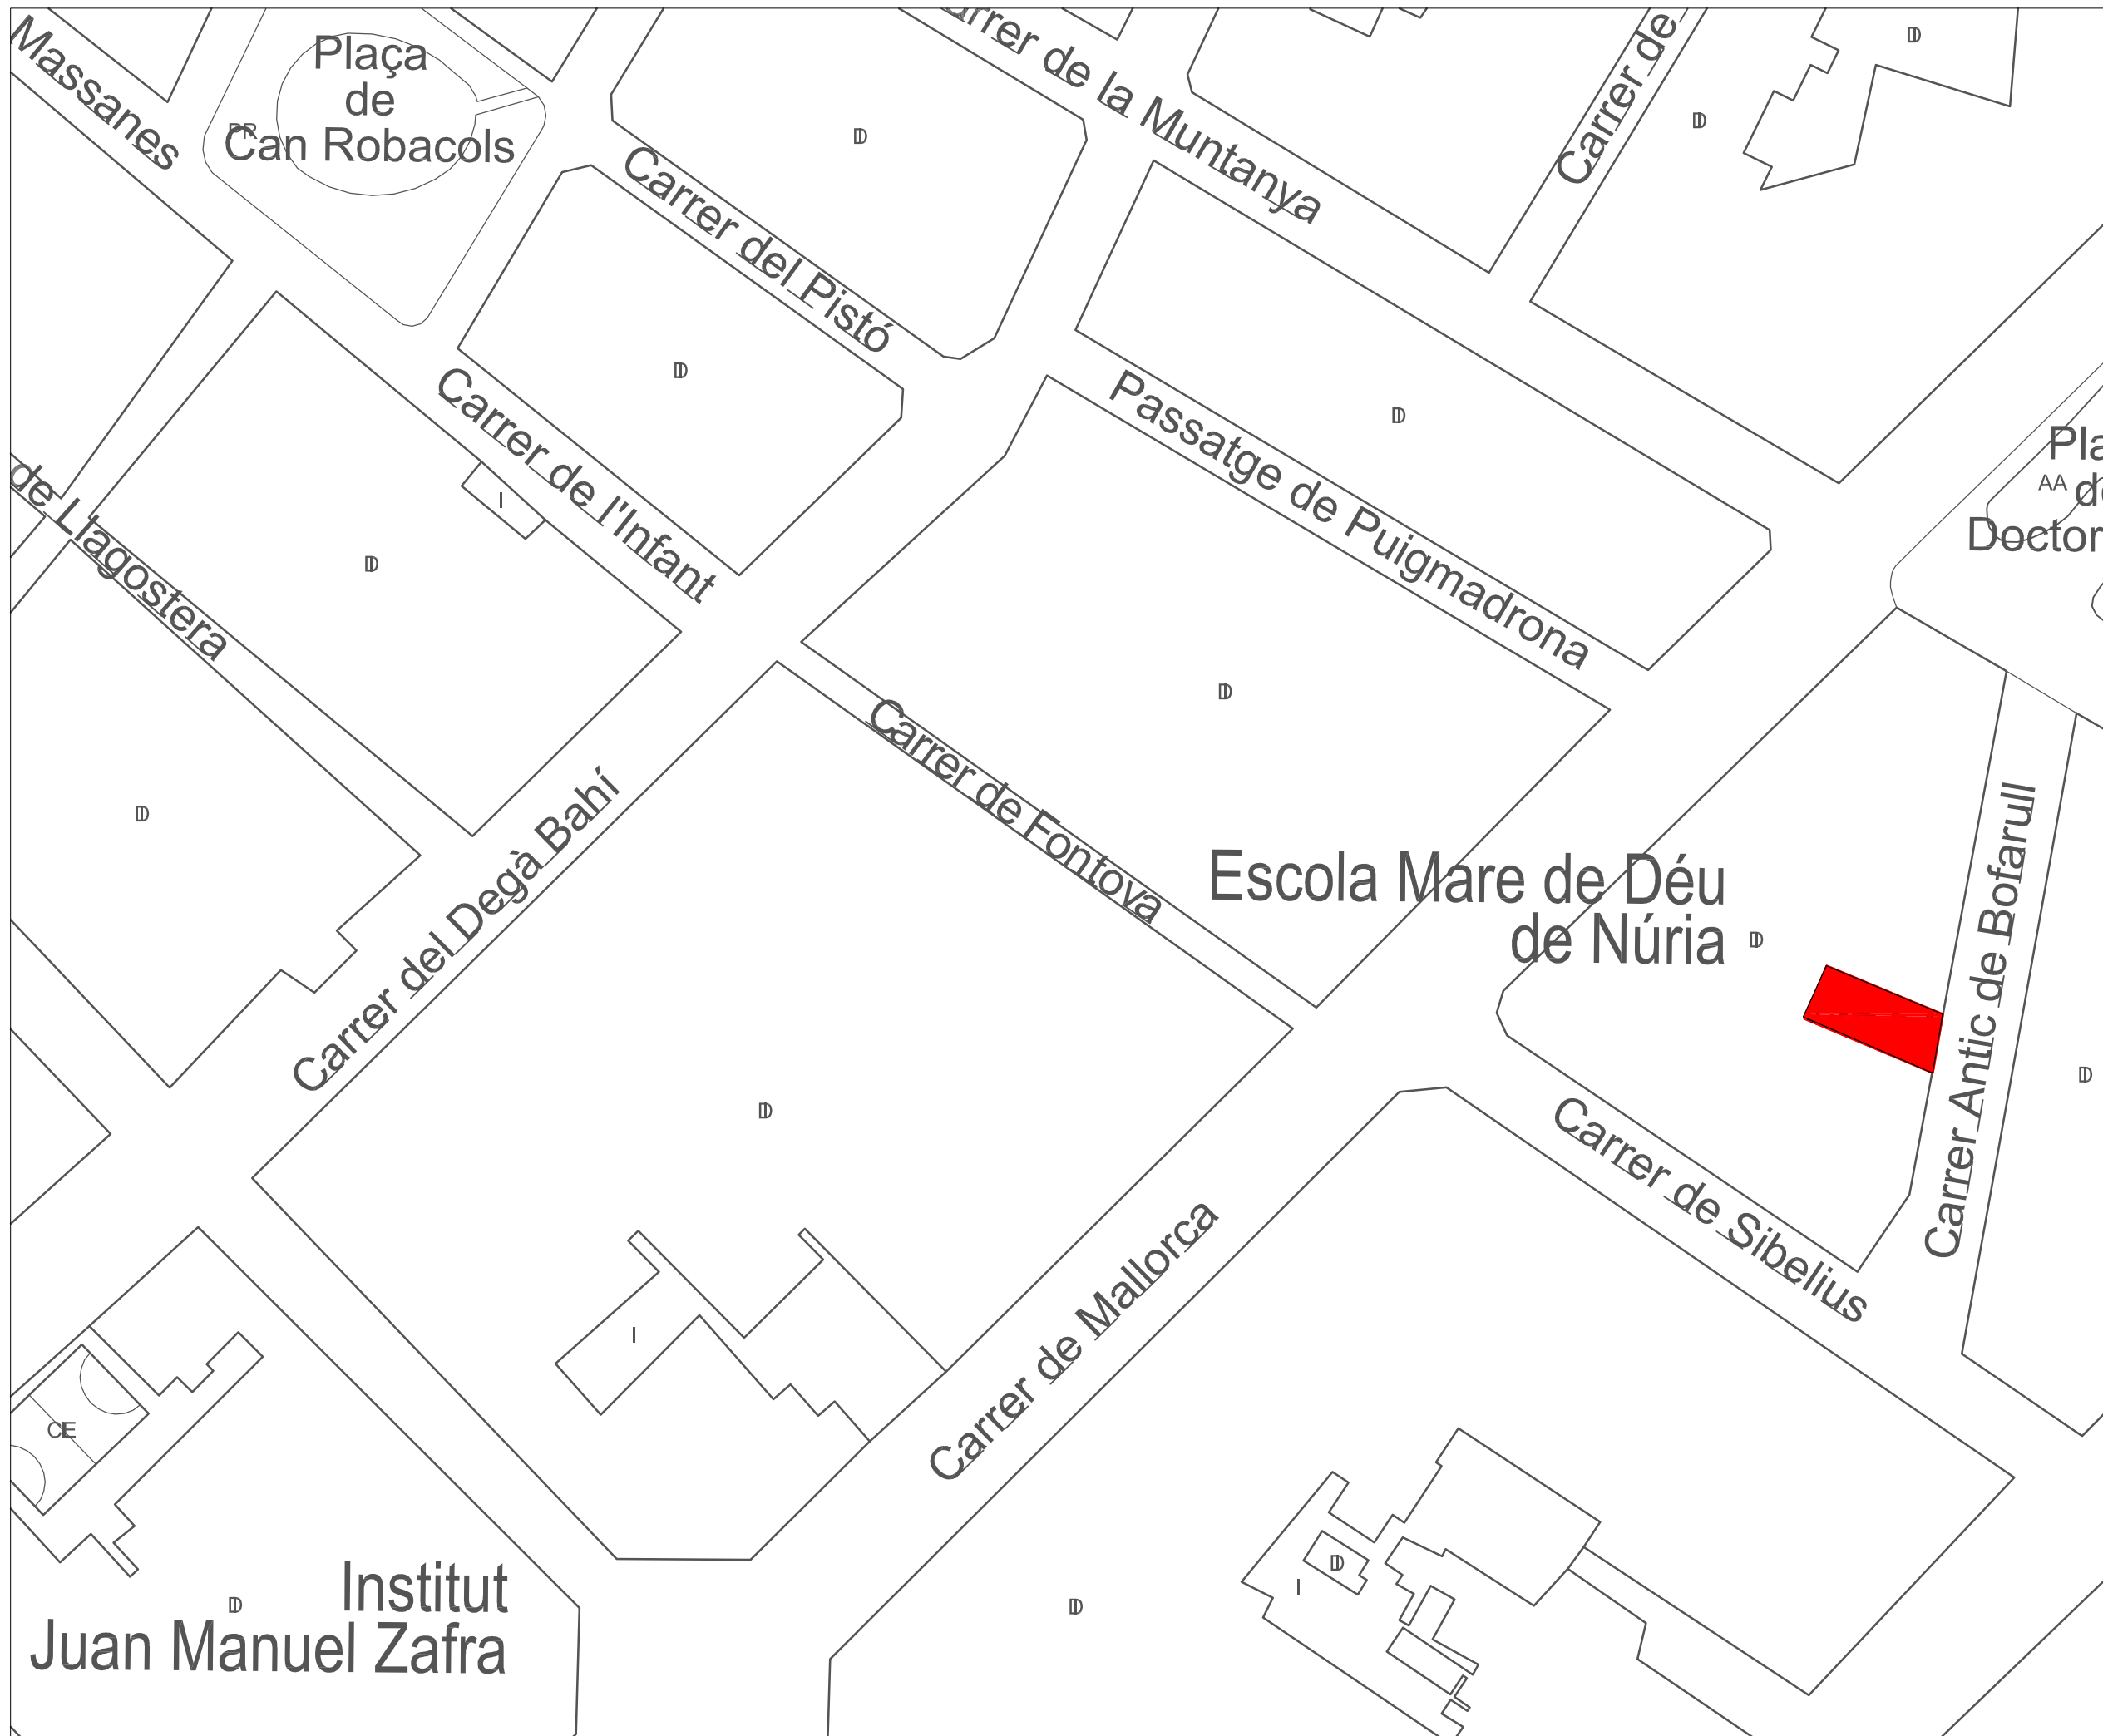 Massanes
Plaça
de
Can Robacols
PR
Carrer de la Muntanya
Carrer de
D
D
D
Carrer del Pistó
D
Carrer de l'Infant
I
D
D
Passatge de Puigmadrona
Pla
AA
Doctor
de Llagostera
D
D
Carrer de Fontova
Carrer del Degà Bahí
Escola Mare de Déu
de Núria
D
Carrer Antic de Bofarull
D
D
Carrer de Sibelius
Carrer de Mallorca
I
CE
Institut
Juan Manuel Zafra
D
D
D
I